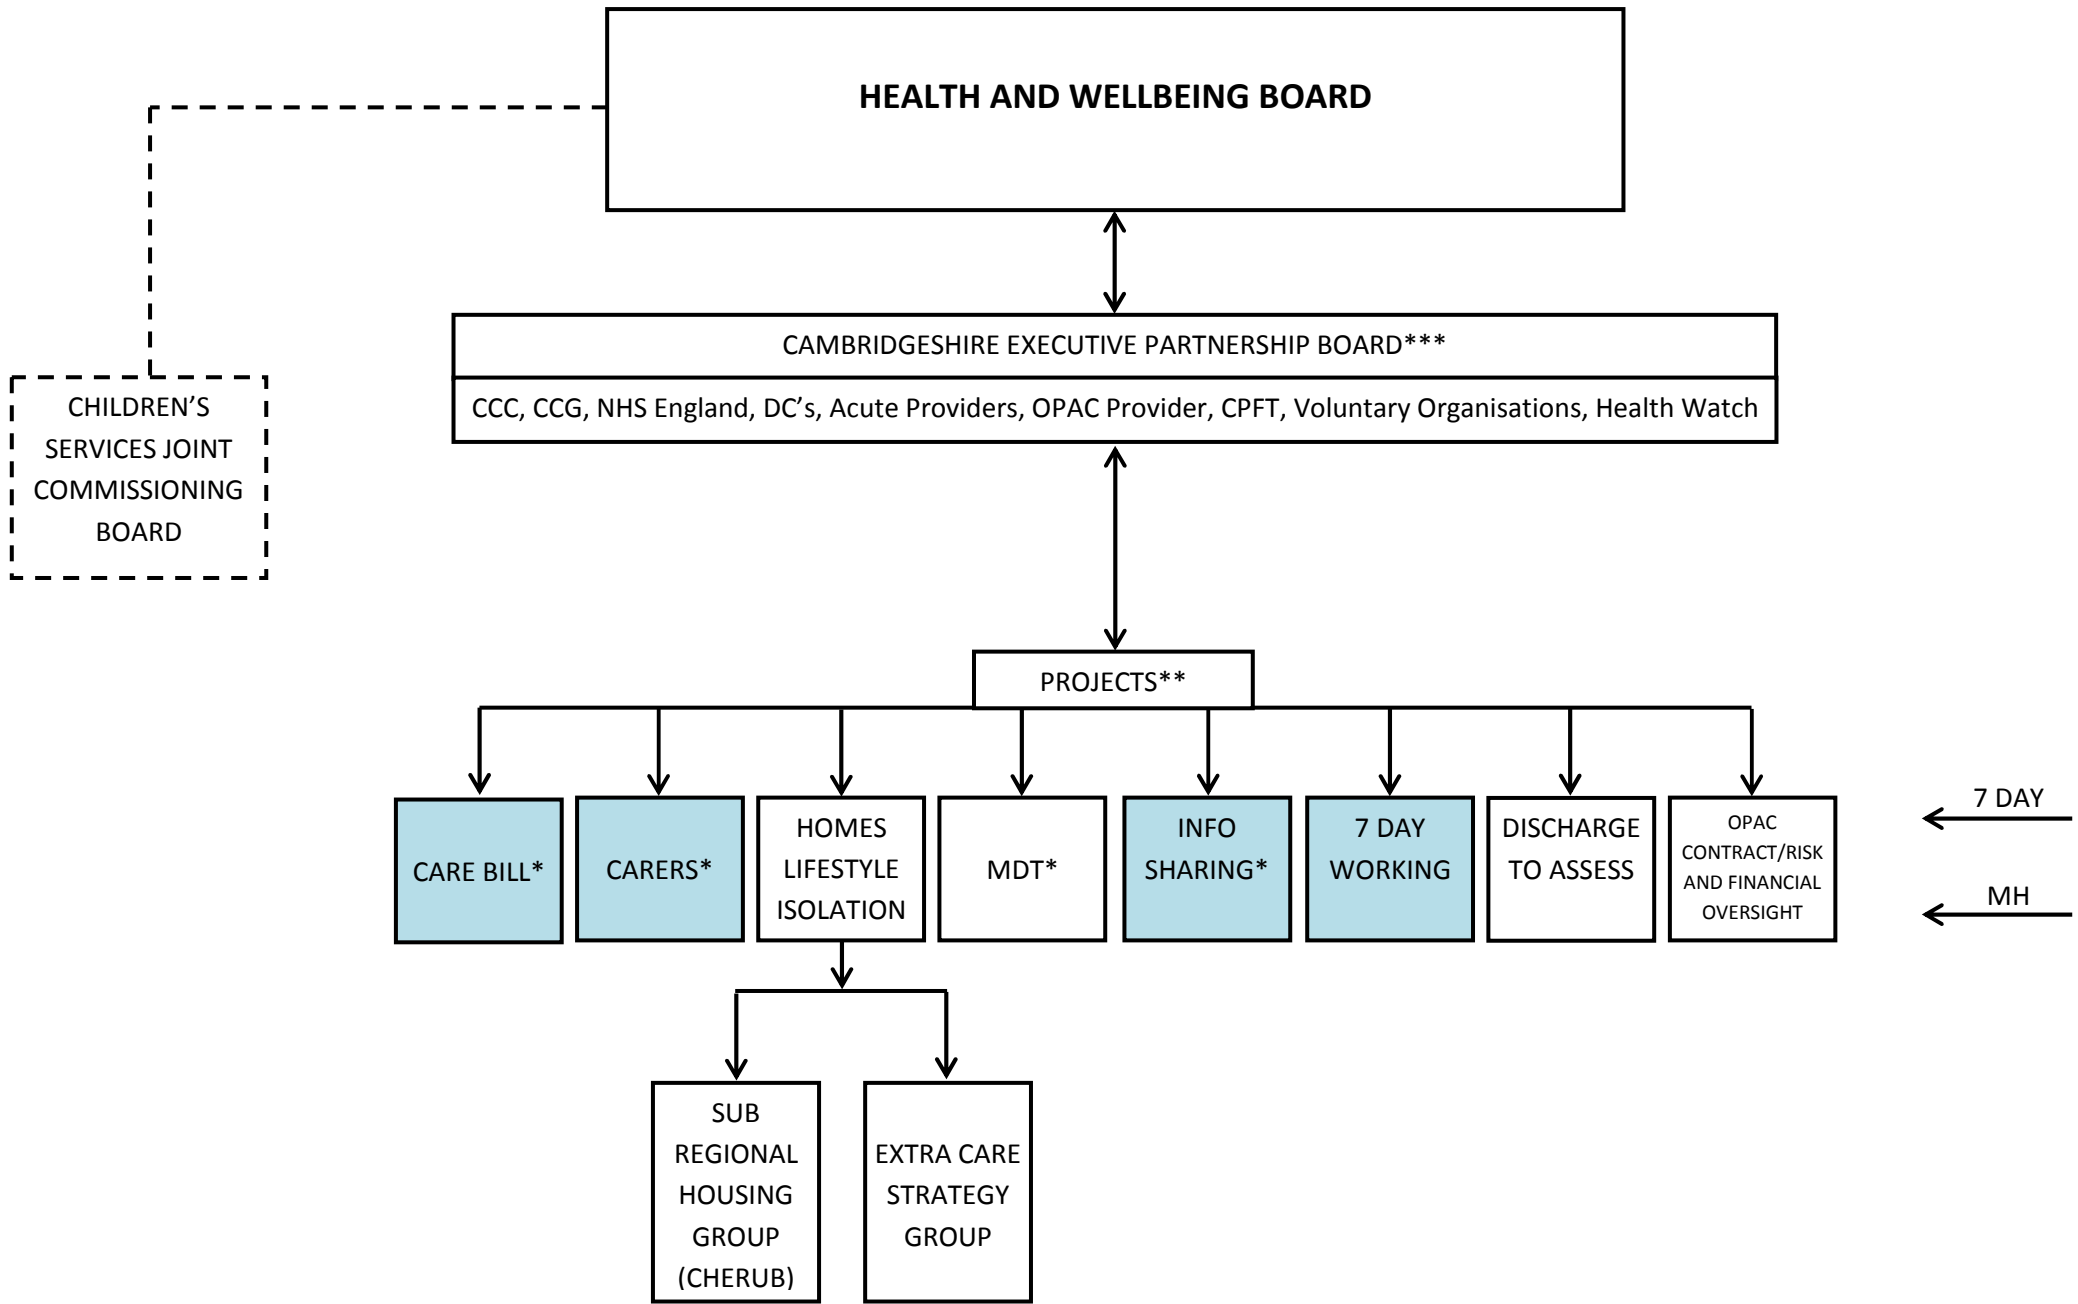 HEALTH AND WELLBEING BOARD
CAMBRIDGESHIRE EXECUTIVE PARTNERSHIP BOARD***
CCC, CCG, NHS England, DC’s, Acute Providers, OPAC Provider, CPFT, Voluntary Organisations, Health Watch
CHILDREN’S
SERVICES JOINT
COMMISSIONING
BOARD
PROJECTS**
CARE BILL*
CARERS*
HOMES
LIFESTYLE
ISOLATION
MDT*
INFO
SHARING*
7 DAY
WORKING
DISCHARGE
TO ASSESS
OPAC
CONTRACT/RISK
AND FINANCIAL
OVERSIGHT
7 DAY
MH
SUB
REGIONAL
HOUSING
GROUP
(CHERUB)
EXTRA CARE
STRATEGY
GROUP